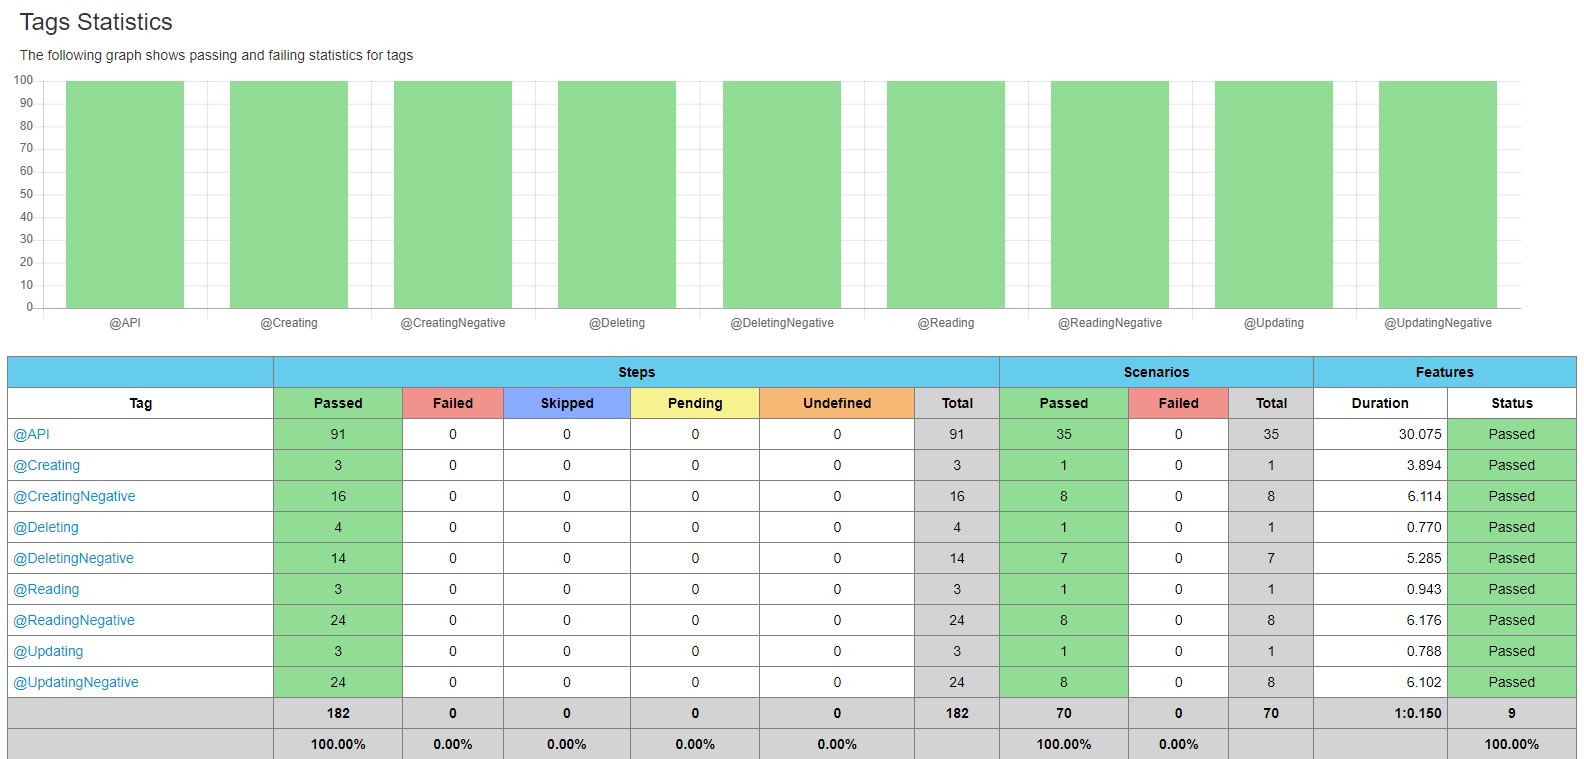 Tags Statistics
The following graph shows passing and failing statistics for tags
100
90
80
70
60
50
40
30
20
10
0
@API @Creating @CreatingNegative @Deleting @DeletingNegative @Reading @ReadingNegative @Updating @UpdatingNegative
Steps Scenarios Features
Tag Passed Failed Skipped Pending Undefined Total Passed Failed Total Duration Status
@API 91 0 0 0 0 91 35 0 35 30.075 Passed
@Creating 3 0 0 0 0 3 1 0 1 3.894 Passed
@CreatingNegative 16 0 0 0 0 16 8 0 8 6.114 Passed
@Deleting 4 0 0 0 0 4 1 0 1 0.770 Passed
@DeletingNegative 14 0 0 0 0 14 7 0 7 5.285 Passed
@Reading 3 0 0 0 0 3 1 0 1 0.943 Passed
@ReadingNegative 24 0 0 0 0 24 8 0 8 6.176 Passed
@Updating 3 0 0 0 0 3 1 0 1 0.788 Passed
@UpdatingNegative 24 0 0 0 0 24 8 0 8 6.102 Passed
182 0 0 0 0 182 70 0 70 1:0.150 9
100.00% 0.00% 0.00% 0.00% 0.00% 100.00% 0.00% 100.00%